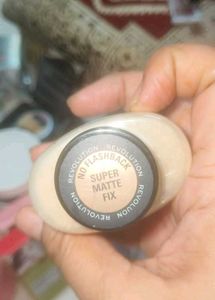 REVOLUTION · REVOLUTION
NO FLASHBACK
SUPER
MATTE
FIX
REVOLUTION · REVOLUTION